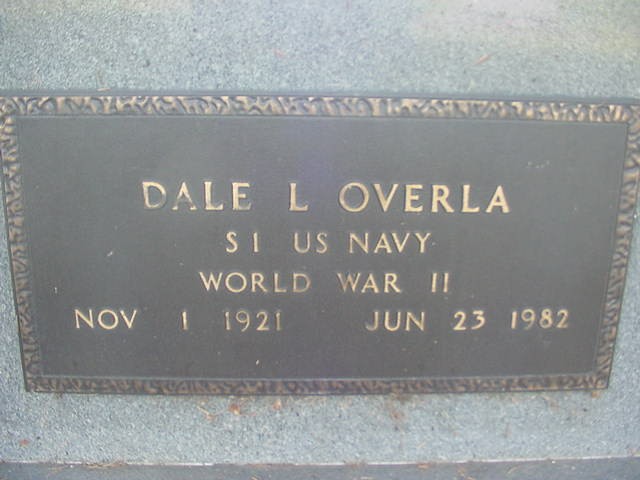 DALE L OVERLA
S1 US NAVY
WORLD WAR II
NOV 1 1921 JUN 23 1982